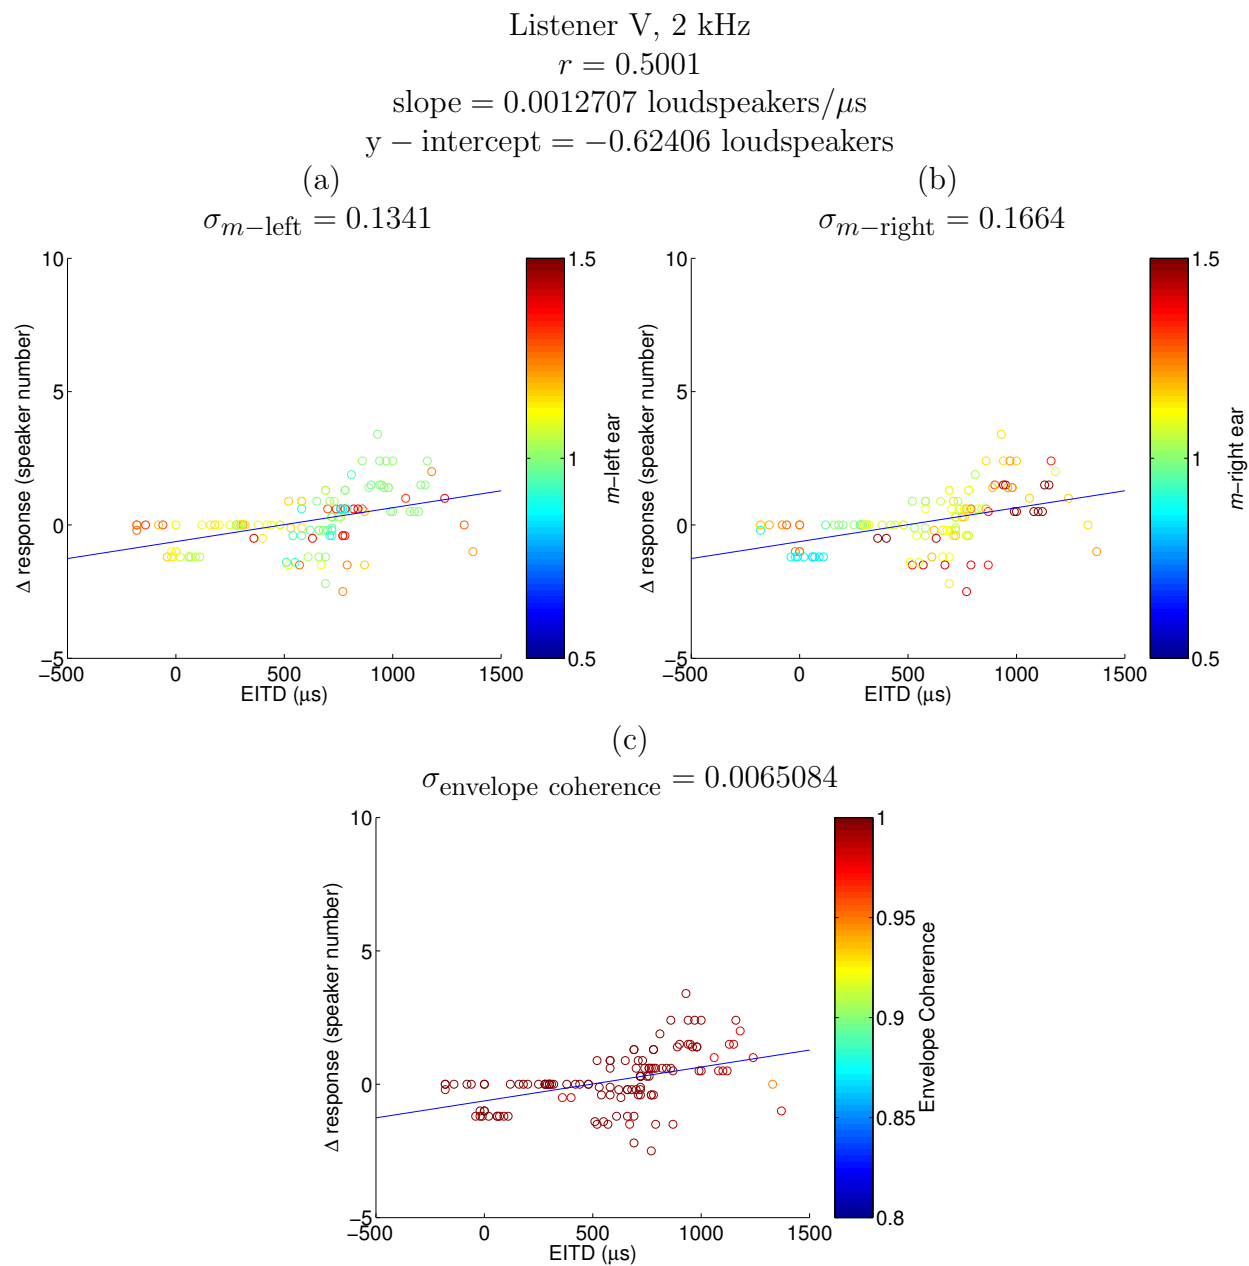 Listener V, 2 kHz
r = 0.5001
slope = 0.0012707 loudspeakers/μs
y − intercept = −0.62406 loudspeakers
(a)
σm−left = 0.1341
10
5
0
−5
−500
0
500
1000
1500
Δ response (speaker number)
EITD (μs)
1.5
1
0.5
m−left ear
(b)
σm−right = 0.1664
10
5
0
−5
−500
0
500
1000
1500
Δ response (speaker number)
EITD (μs)
1.5
1
0.5
m−right ear
(c)
σenvelope coherence = 0.0065084
10
5
0
−5
−500
0
500
1000
1500
Δ response (speaker number)
EITD (μs)
1
0.95
0.9
0.85
0.8
Envelope Coherence